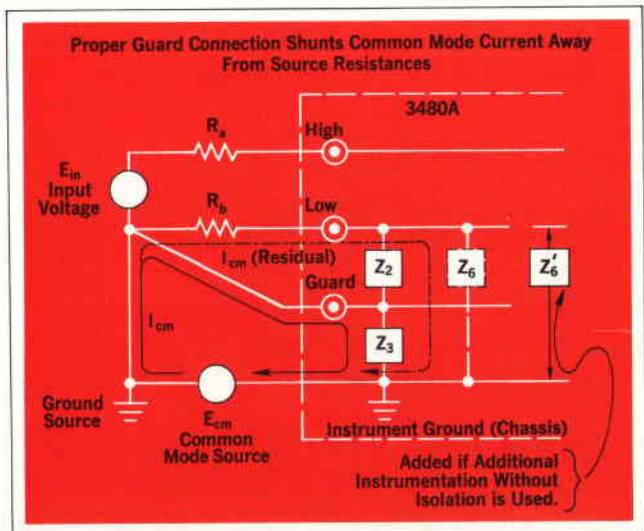 Proper Guard Connection Shunts Common Mode Current Away
From Source Resistances
3480A
Ra
High
Ein
Input
Voltage
Rb
Low
Icm (Residual)
Guard
Z2
Z6
Z6′
Icm
Z3
Ground
Source
Ecm
Common
Mode Source
Instrument Ground (Chassis)
Added if Additional
Instrumentation Without
Isolation is Used.